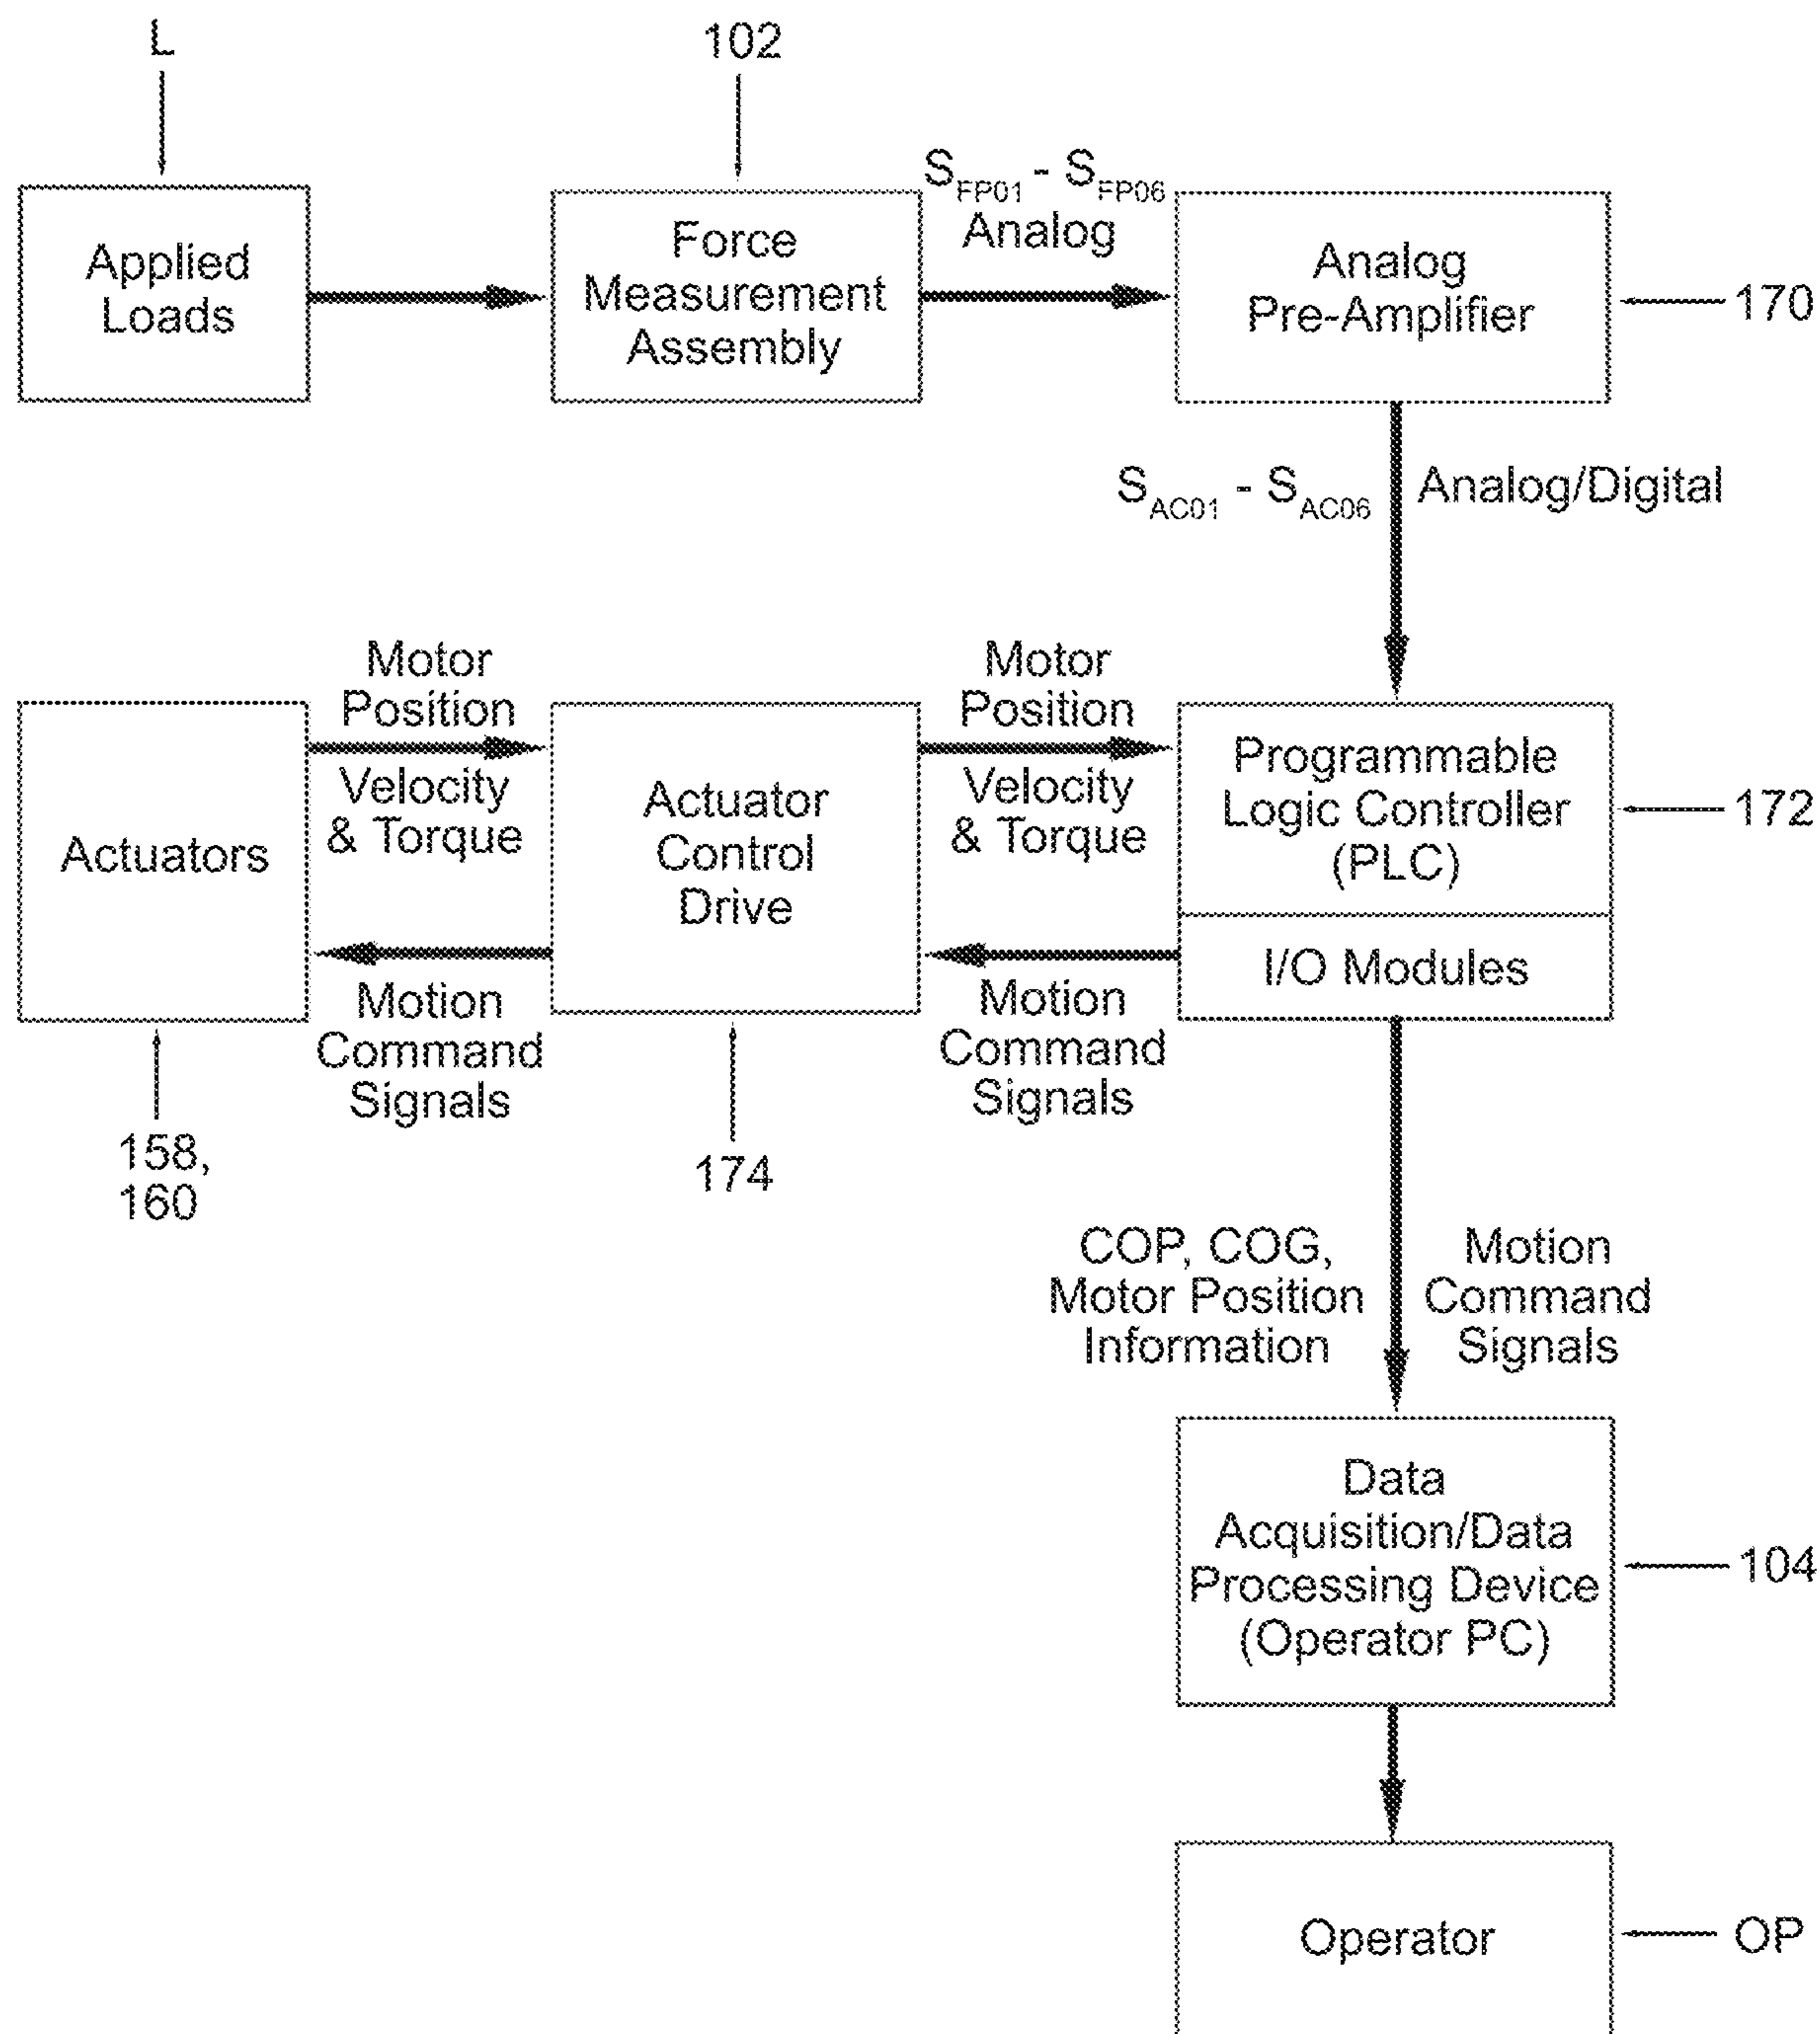 L
102
S_FP01 - S_FP06
Analog
Applied
Loads
Force
Measurement
Assembly
Analog
Pre-Amplifier
170
S_AC01 - S_AC06
Analog/Digital
Motor
Position
Velocity
& Torque
Motor
Position
Velocity
& Torque
Actuators
Actuator
Control
Drive
Programmable
Logic Controller
(PLC)
172
I/O Modules
Motion
Command
Signals
Motion
Command
Signals
158,
160
174
COP, COG,
Motor Position
Information
Motion
Command
Signals
Data
Acquisition/Data
Processing Device
(Operator PC)
104
Operator
OP